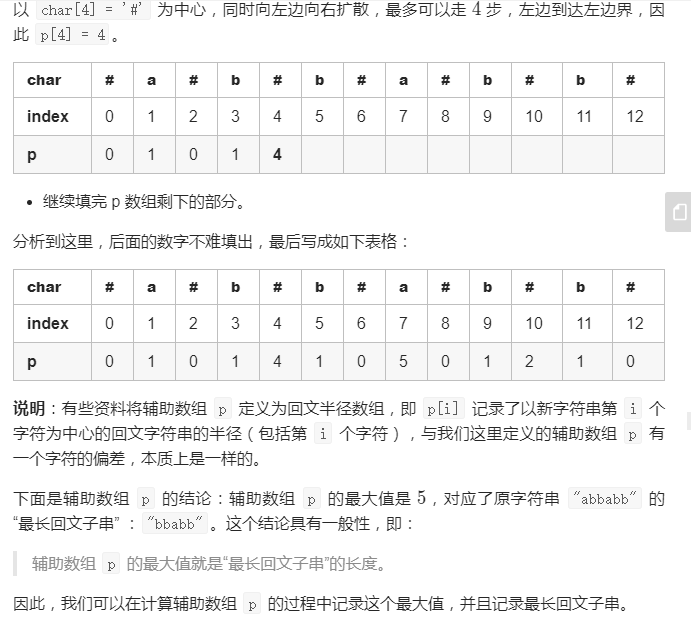 以 char[4] = '#' 为中心，同时向左边向右扩散，最多可以走 4 步，左边到达左边界，因
此 p[4] = 4 。
char # a # b # b # a # b # b #
index 0 1 2 3 4 5 6 7 8 9 10 11 12
p 0 1 0 1 4
• 继续填完 p 数组剩下的部分。
分析到这里，后面的数字不难填出，最后写成如下表格：
char # a # b # b # a # b # b #
index 0 1 2 3 4 5 6 7 8 9 10 11 12
p 0 1 0 1 4 1 0 5 0 1 2 1 0
说明：有些资料将辅助数组 p 定义为回文半径数组，即 p[i] 记录了以新字符串第 i 个
字符为中心的回文字符串的半径（包括第 i 个字符），与我们这里定义的辅助数组 p 有
一个字符的偏差，本质上是一样的。
下面是辅助数组 p 的结论：辅助数组 p 的最大值是 5，对应了原字符串 "abbabb" 的
“最长回文子串” ： "bbabb" 。这个结论具有一般性，即：
辅助数组 p 的最大值就是“最长回文子串”的长度。
因此，我们可以在计算辅助数组 p 的过程中记录这个最大值，并且记录最长回文子串。